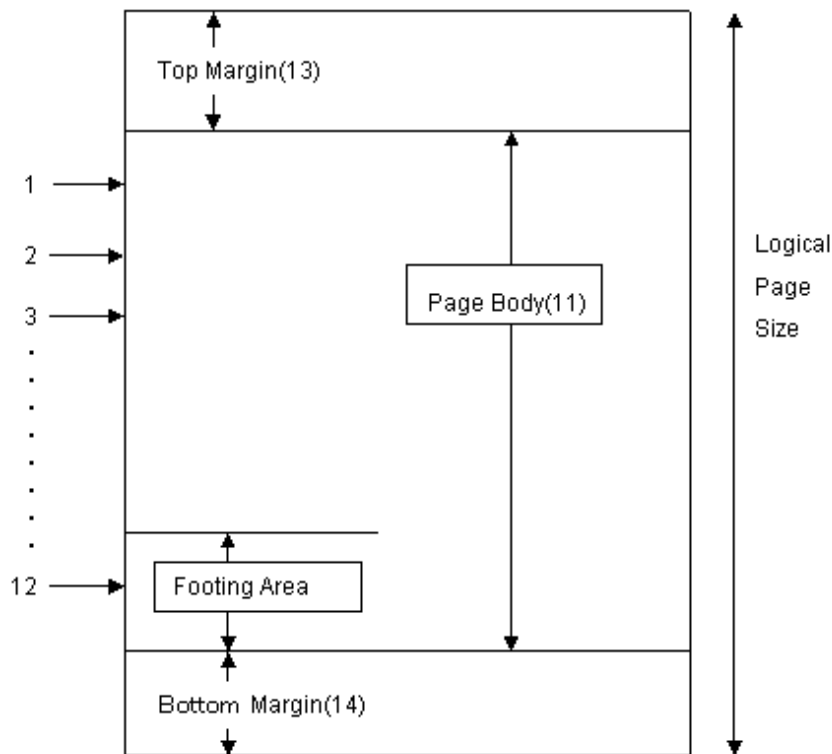 Top Margin(13)
1
2
3
.
.
.
.
.
.
.
.
12
Page Body(11)
Logical
Page
Size
Footing Area
Bottom Margin(14)